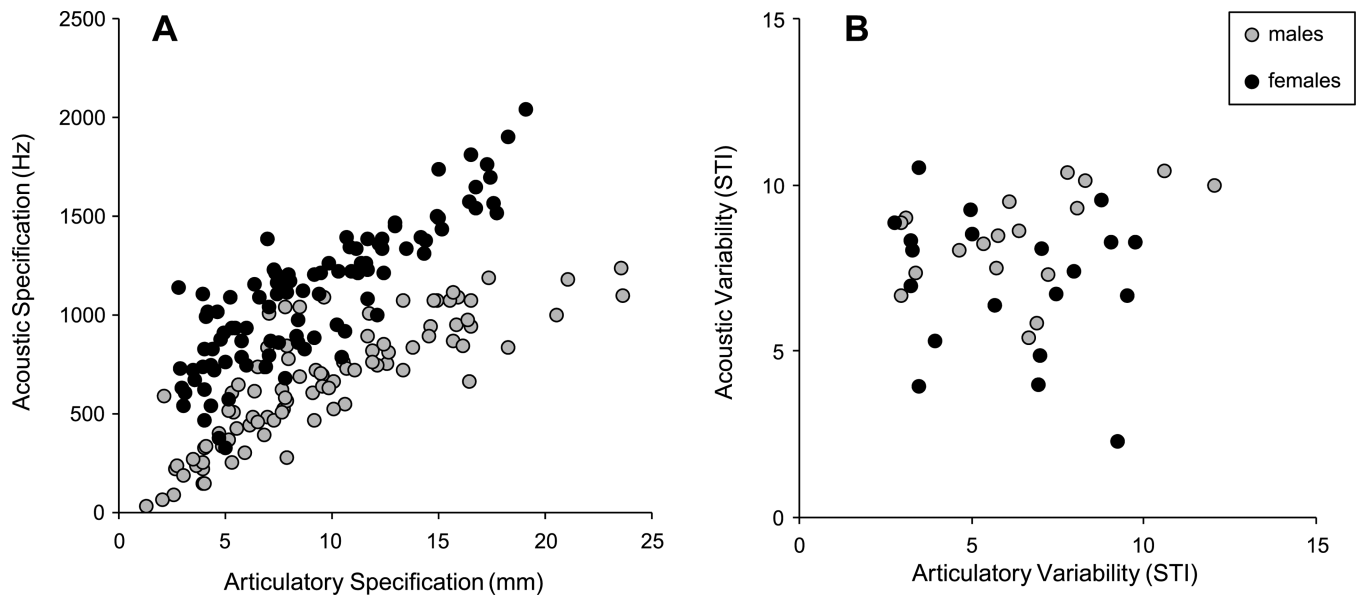 A
Acoustic Specification (Hz)
2500
2000
1500
1000
500
0
0 5 10 15 20 25
Articulatory Specification (mm)
B
Acoustic Variability (STI)
15
10
5
0
0 5 10 15
Articulatory Variability (STI)
males
females